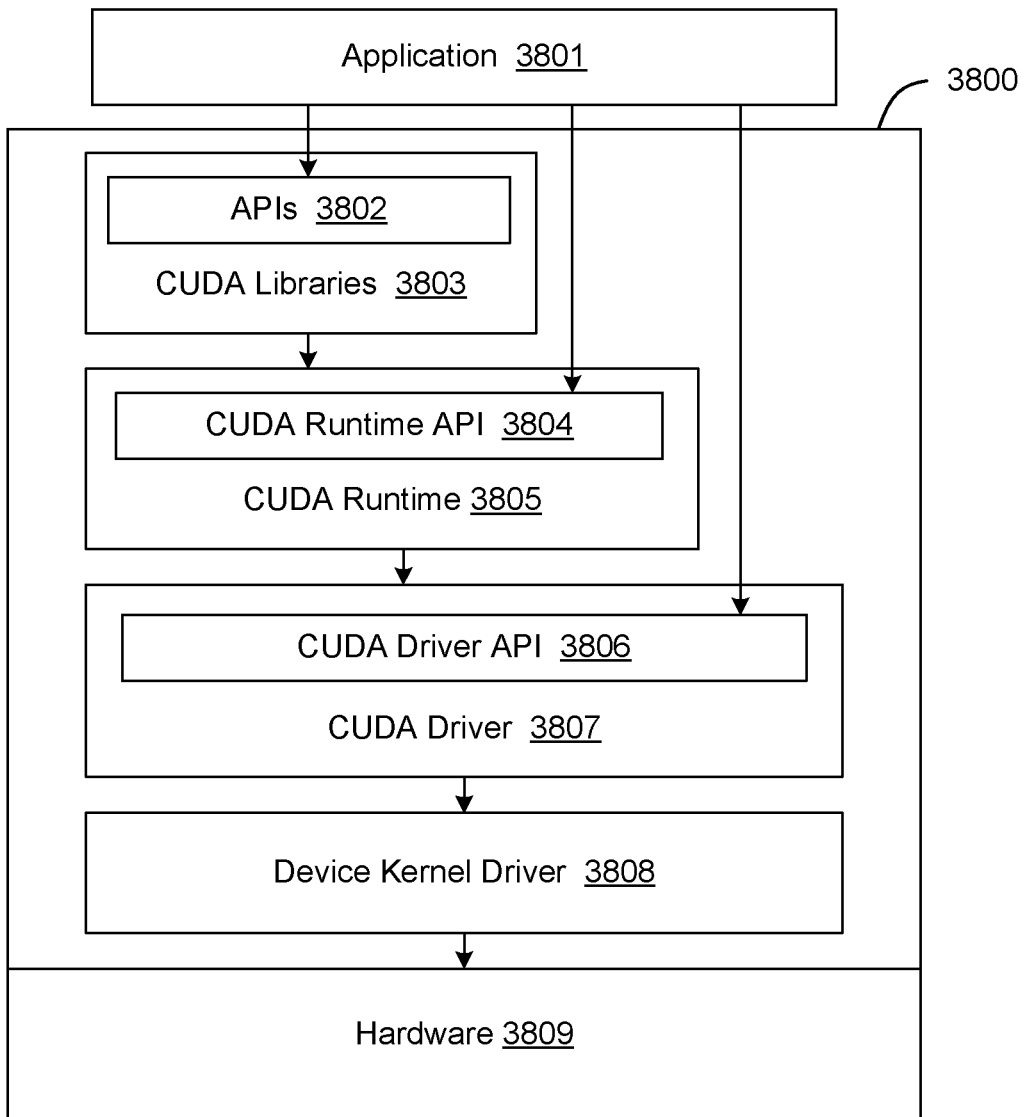 Application 3801
3800
APIs 3802
CUDA Libraries 3803
CUDA Runtime API 3804
CUDA Runtime 3805
CUDA Driver API 3806
CUDA Driver 3807
Device Kernel Driver 3808
Hardware 3809